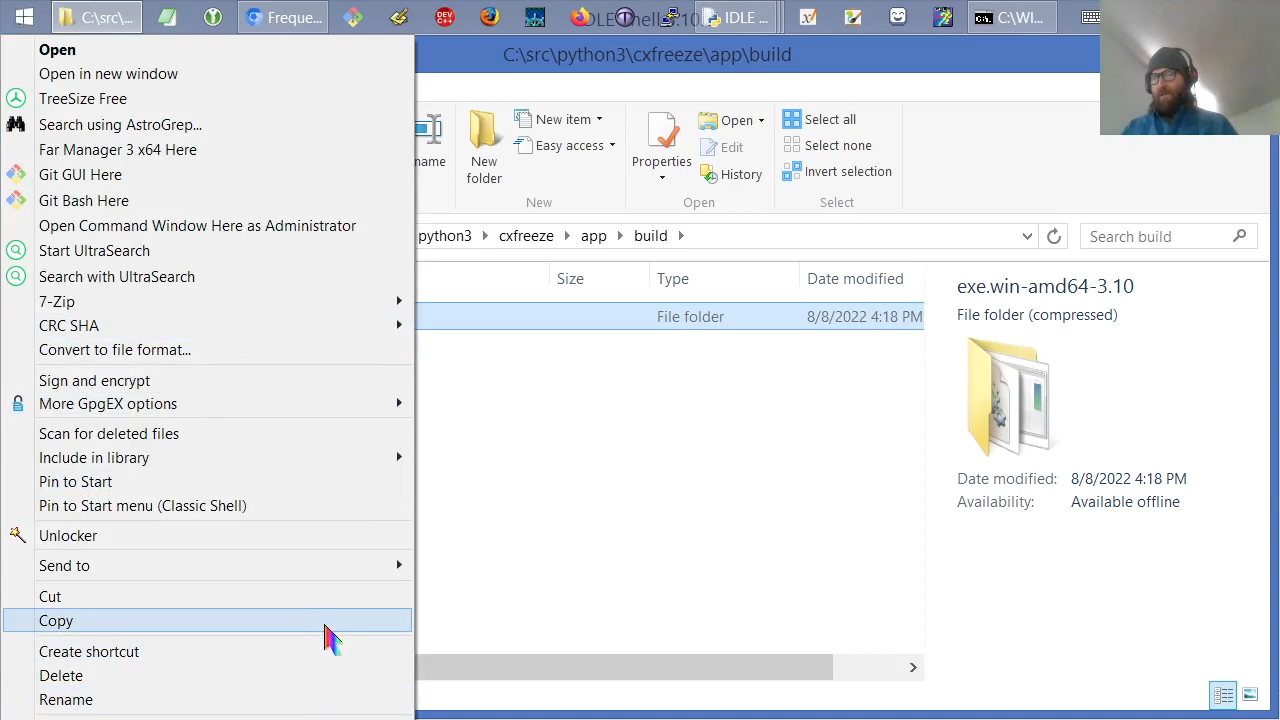 C:\src\...
Freque...
IDLE Shell 3.10
IDLE ...
C:\WI...
C:\src\python3\cxfreeze\app\build
Open
Open in new window
TreeSize Free
Search using AstroGrep...
Far Manager 3 x64 Here
Git GUI Here
Git Bash Here
Open Command Window Here as Administrator
Start UltraSearch
Search with UltraSearch
7-Zip
CRC SHA
Convert to file format...
Sign and encrypt
More GpgEX options
Scan for deleted files
Include in library
Pin to Start
Pin to Start menu (Classic Shell)
Unlocker
Send to
Cut
Copy
Create shortcut
Delete
Rename
name
New
folder
New item
Easy access
New
Properties
Open
Edit
History
Open
Select all
Select none
Invert selection
Select
python3
cxfreeze
app
build
Search build
Size
Type
Date modified
File folder
8/8/2022 4:18 PM
exe.win-amd64-3.10
File folder (compressed)
Date modified: 8/8/2022 4:18 PM
Availability: Available offline